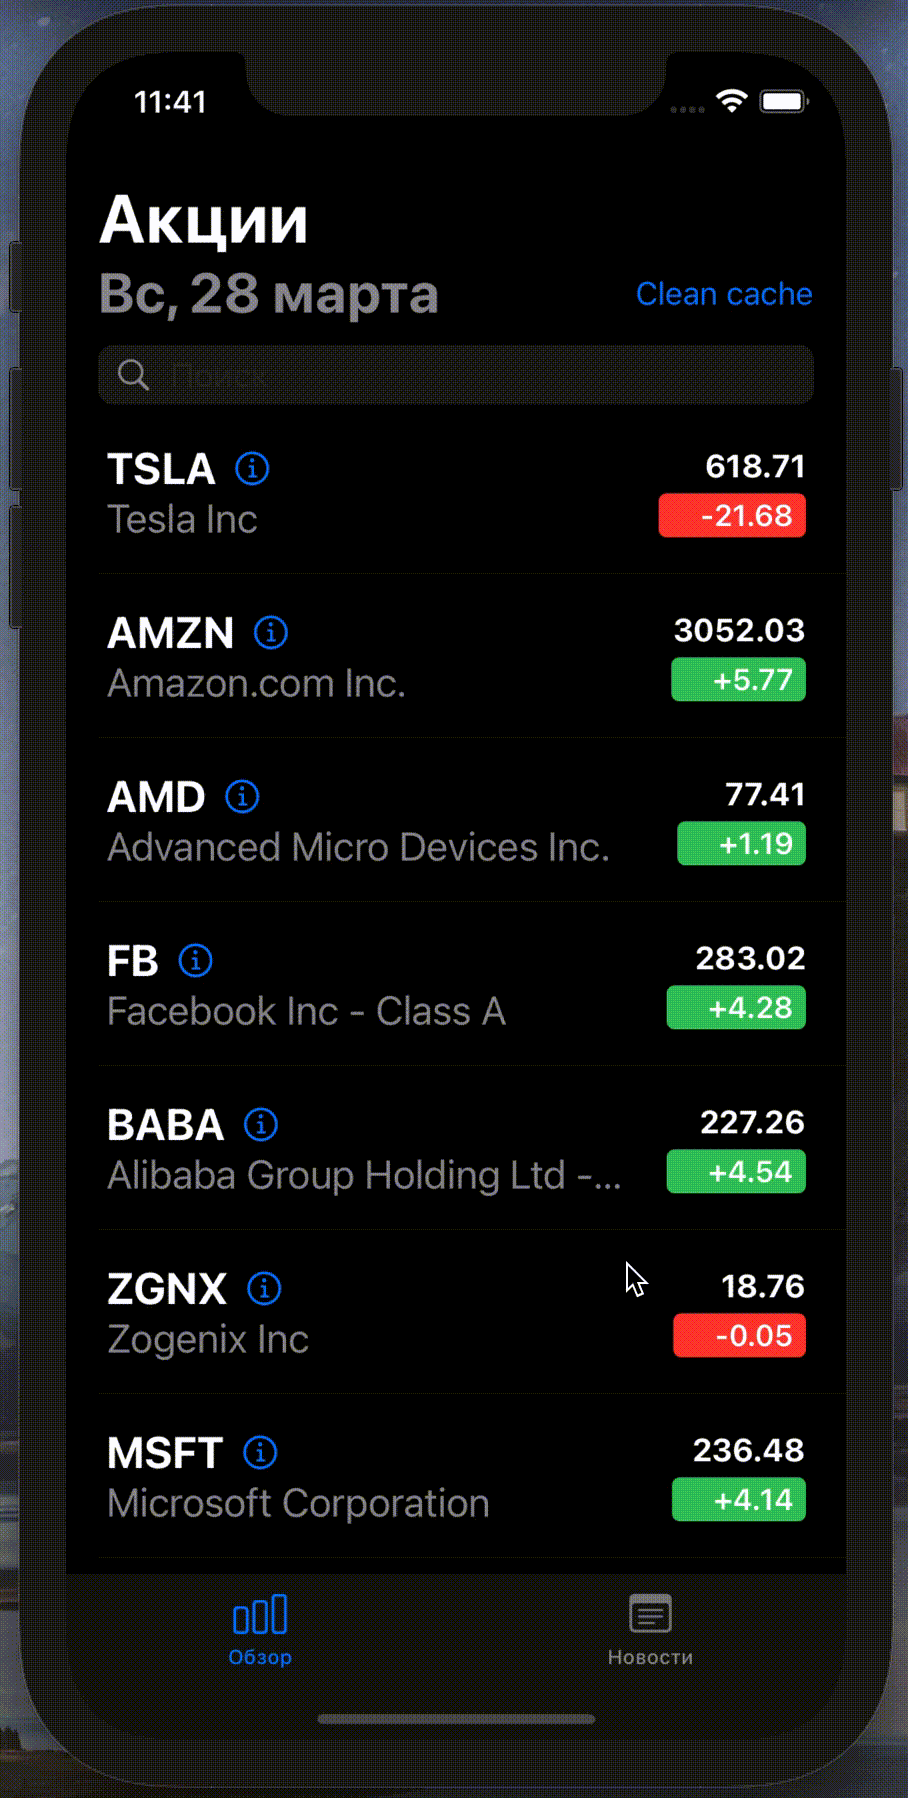 11:41
Акции
Вс, 28 марта
Clean cache
Поиск
TSLA
618.71
Tesla Inc
-21.68
AMZN
3052.03
Amazon.com Inc.
+5.77
AMD
77.41
Advanced Micro Devices Inc.
+1.19
FB
283.02
Facebook Inc - Class A
+4.28
BABA
227.26
Alibaba Group Holding Ltd -...
+4.54
ZGNX
18.76
Zogenix Inc
-0.05
MSFT
236.48
Microsoft Corporation
+4.14
Обзор
Новости